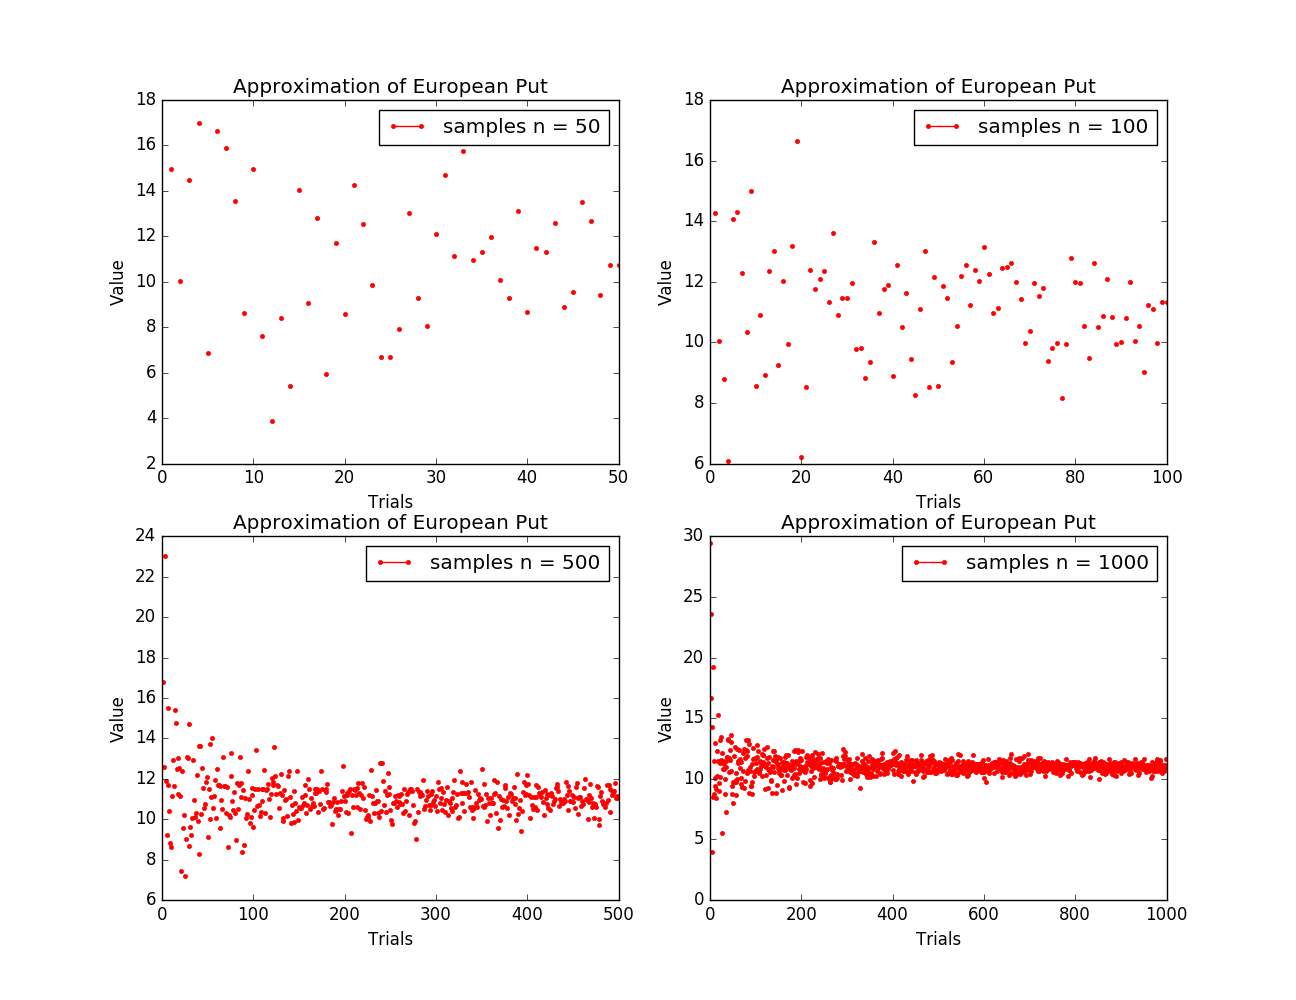 Approximation of European Put
samples n = 50
18
16
14
12
10
8
6
4
2
Value
0 10 20 30 40 50
Trials
Approximation of European Put
samples n = 100
18
16
14
12
10
8
6
Value
0 20 40 60 80 100
Trials
Approximation of European Put
samples n = 500
24
22
20
18
16
14
12
10
8
6
Value
0 100 200 300 400 500
Trials
Approximation of European Put
samples n = 1000
30
25
20
15
10
5
0
Value
0 200 400 600 800 1000
Trials